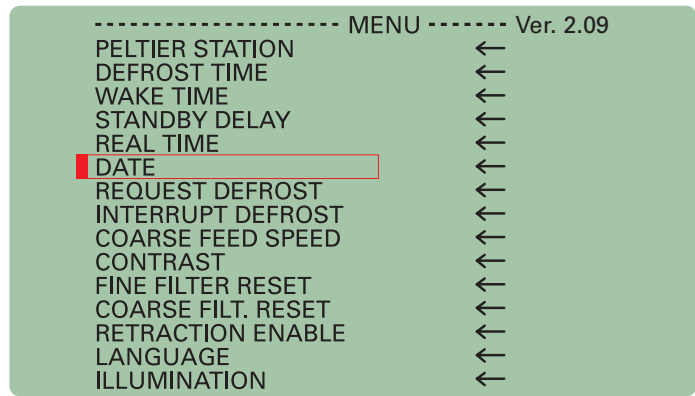 -------------------- MENU ------- Ver. 2.09
PELTIER STATION ←
DEFROST TIME ←
WAKE TIME ←
STANDBY DELAY ←
REAL TIME ←
DATE ←
REQUEST DEFROST ←
INTERRUPT DEFROST ←
COARSE FEED SPEED ←
CONTRAST ←
FINE FILTER RESET ←
COARSE FILT. RESET ←
RETRACTION ENABLE ←
LANGUAGE ←
ILLUMINATION ←